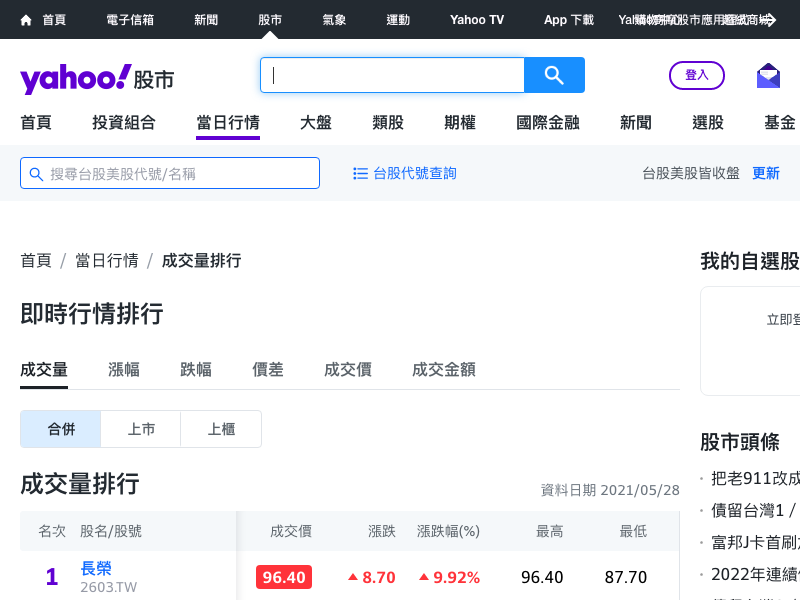 首頁 電子信箱 新聞 股市 氣象 運動 Yahoo TV App 下載
yahoo!股市 登入
首頁 投資組合 當日行情 大盤 類股 期權 國際金融 新聞 選股 基金
搜尋台股美股代號/名稱 台股代號查詢 台股美股皆收盤 更新
首頁 / 當日行情 / 成交量排行
我的自選股
即時行情排行
立即登
成交量 漲幅 跌幅 價差 成交價 成交金額
合併 上市 上櫃
股市頭條
成交量排行
資料日期 2021/05/28
把老911改成
債留台灣1 /
富邦J卡首刷
2022年連續
名次 股名/股號 成交價 漲跌 漲跌幅(%) 最高 最低
1 長榮 96.40 8.70 9.92% 96.40 87.70
2603.TW